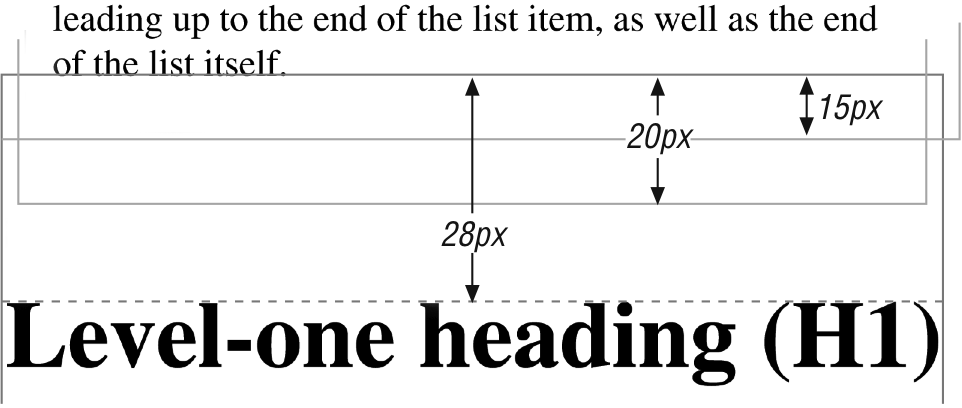 leading up to the end of the list item, as well as the end
of the list itself.
15px
20px
28px
Level-one heading (H1)